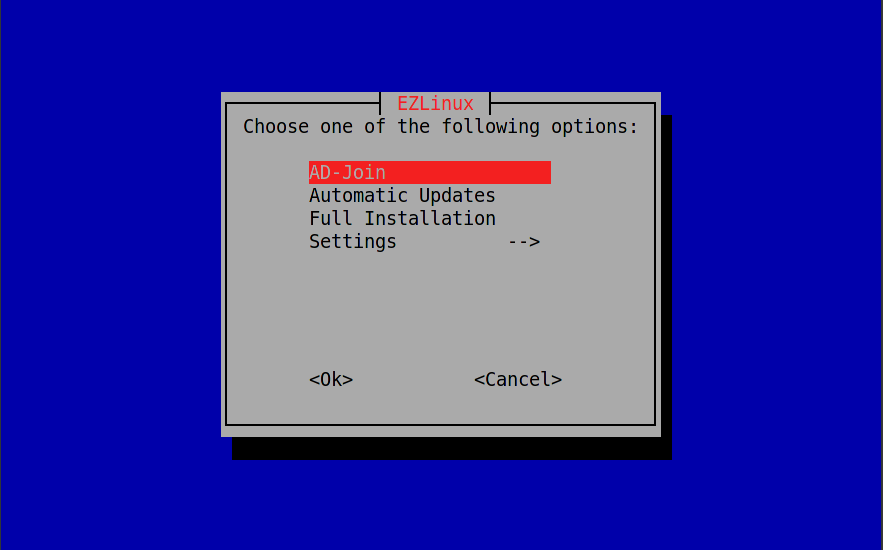 EZLinux
Choose one of the following options:
AD-Join
Automatic Updates
Full Installation
Settings -->
<Ok> <Cancel>